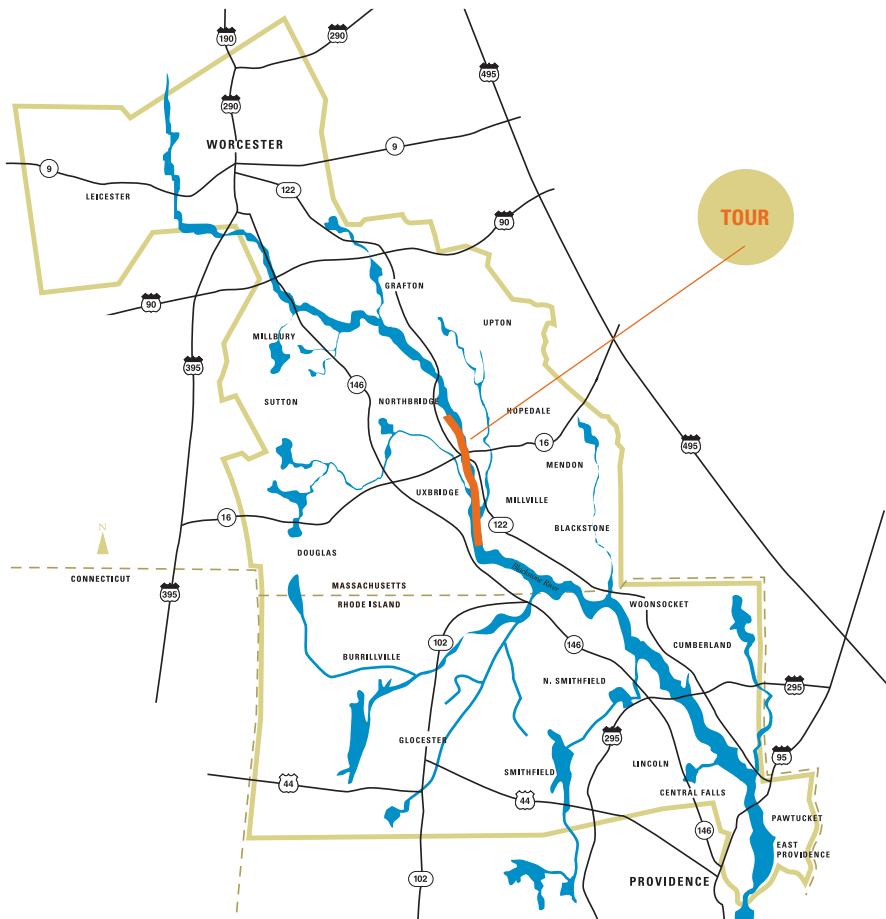 190
290
495
290
WORCESTER
9
9
122
LEICESTER
TOUR
90
GRAFTON
90
UPTON
MILLBURY
395
146
SUTTON
NORTHBRIDGE
HOPEDALE
16
495
MENDON
UXBRIDGE
MILLVILLE
16
122
BLACKSTONE
N
DOUGLAS
CONNECTICUT
Blackstone River
MASSACHUSETTS
395
RHODE ISLAND
WOONSOCKET
102
146
CUMBERLAND
BURRILLVILLE
N. SMITHFIELD
295
295
GLOCESTER
95
LINCOLN
SMITHFIELD
44
CENTRAL FALLS
44
PAWTUCKET
146
EAST
PROVIDENCE
102
PROVIDENCE